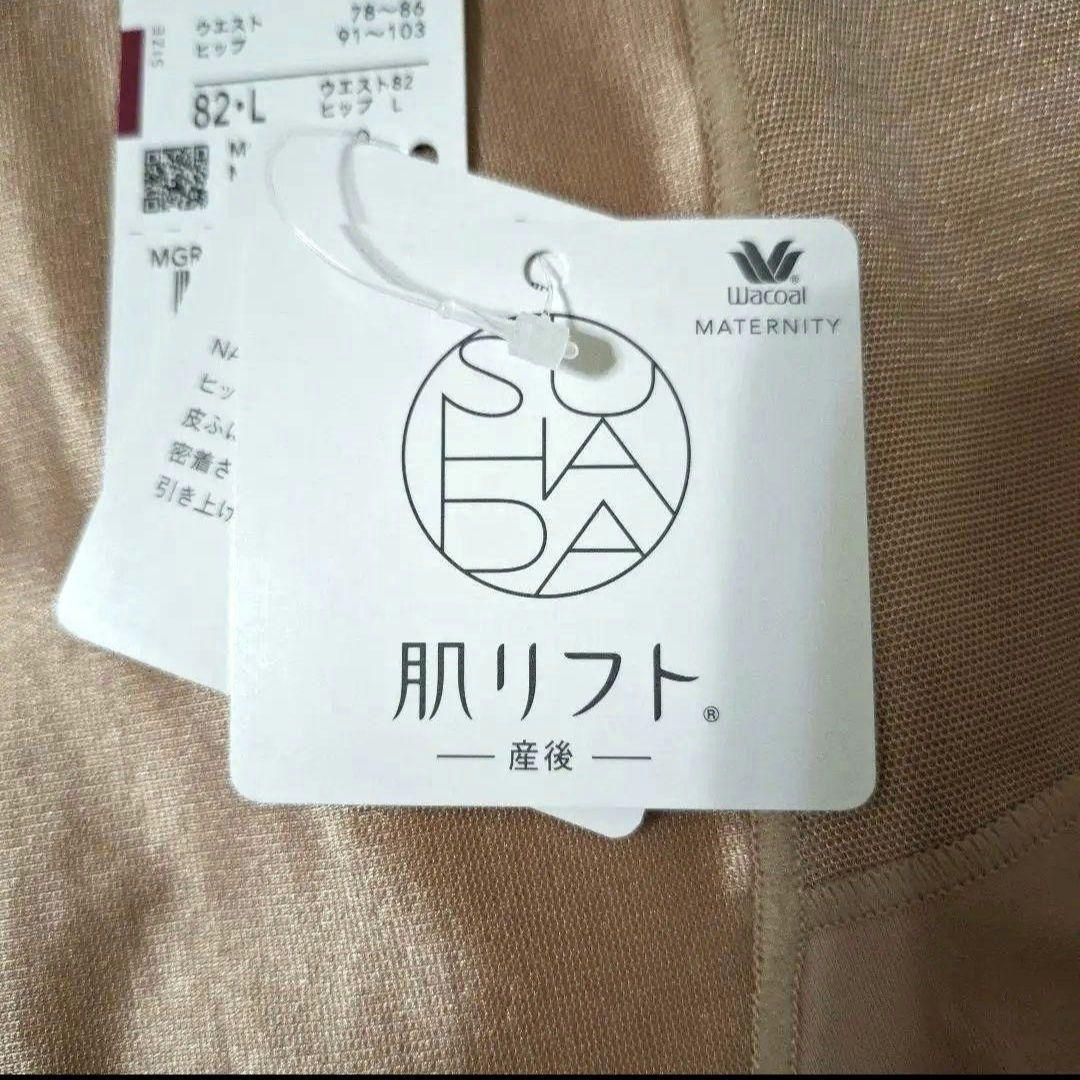 SIZE
ウエスト 78～86
ヒップ 91～103
82・L
ウエスト82
ヒップ L
M
MGR
NA
ヒッ
皮ふ
密着さ
引き上げ
Wacoal
MATERNITY
SUHADA
肌リフト®
産後